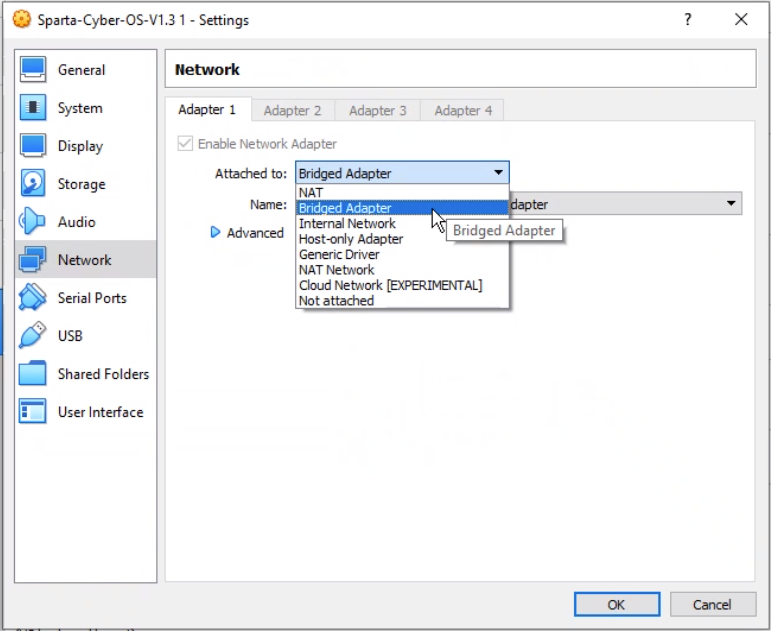 Sparta-Cyber-OS-V1.3 1 - Settings
?
General
System
Display
Storage
Audio
Network
Serial Ports
USB
Shared Folders
User Interface
Network
Adapter 1
Adapter 2
Adapter 3
Adapter 4
Enable Network Adapter
Attached to: Bridged Adapter
Name:
dapter
Advanced
NAT
Bridged Adapter
Internal Network
Host-only Adapter
Generic Driver
NAT Network
Cloud Network [EXPERIMENTAL]
Not attached
Bridged Adapter
OK
Cancel